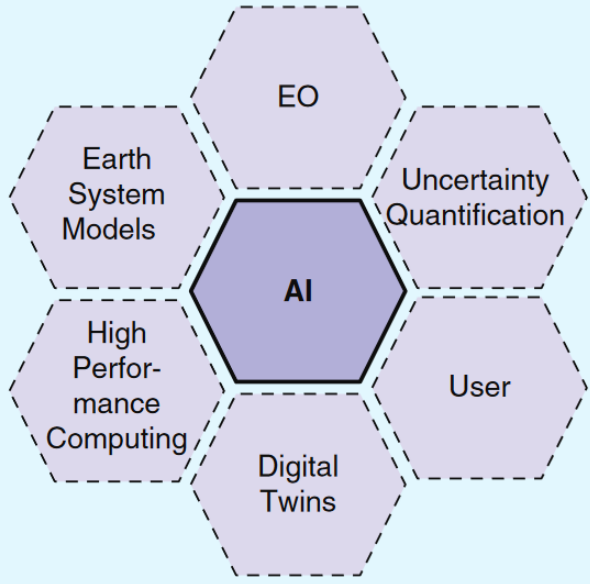 EO
Earth
System
Models
Uncertainty
Quantification
AI
High
Perfor-
mance
Computing
User
Digital
Twins